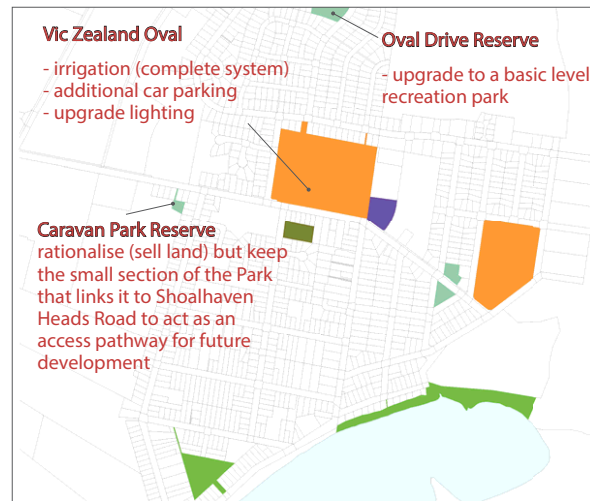 Vic Zealand Oval
- irrigation (complete system)
- additional car parking
- upgrade lighting
Oval Drive Reserve
- upgrade to a basic level
recreation park
Caravan Park Reserve
rationalise (sell land) but keep
the small section of the Park
that links it to Shoalhaven
Heads Road to act as an
access pathway for future
development